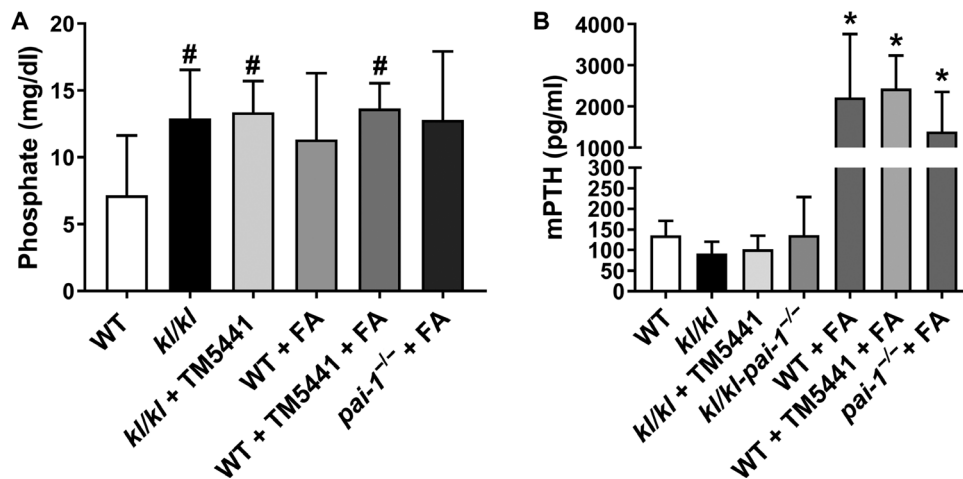 A
Phosphate (mg/dl)
20
15
10
5
0
#
#
#
WT
kl/kl
kl/kl + TM5441
WT + FA
WT + TM5441 + FA
pai-1⁻/⁻ + FA
B
mPTH (pg/ml)
4000
3000
2000
1000
300
250
200
150
100
50
0
*
*
*
WT
kl/kl
kl/kl + TM5441
kl/kl-pai-1⁻/⁻
WT + FA
WT + TM5441 + FA
pai-1⁻/⁻ + FA